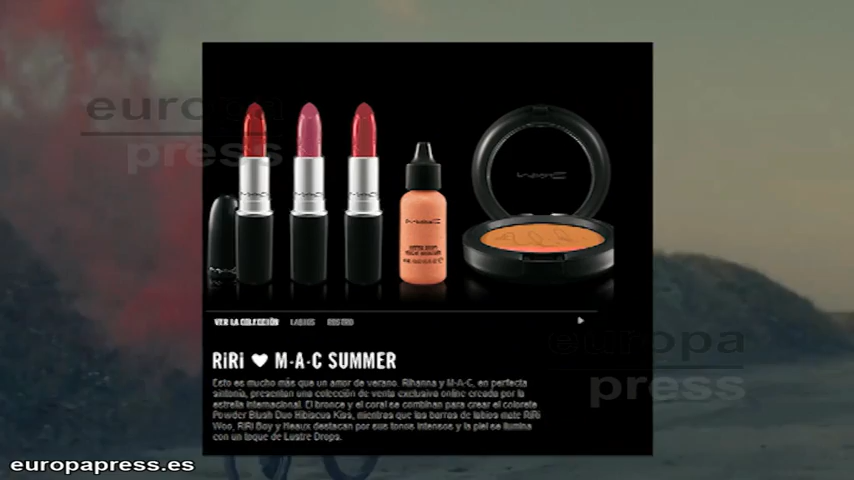 europa
press
M·A·C
M·A·C
M·A·C
M·A·C
M·A·C
VER LA COLECCIÓN LABIOS ROSTRO
europa
press
RiRi ♥ M·A·C SUMMER
Esto es mucho más que un amor de verano. Rihanna y M·A·C, en perfecta
sintonía, presentan una colección de venta exclusiva online creada por la
estrella internacional. El bronce y el coral se combinan para crear el colorete
Powder Blush Duo Hibiscus Kiss, mientras que las barras de labios mate RiRi
Woo, RiRi Boy y Heaux destacan por sus tonos intensos y la piel se ilumina
con un toque de Lustre Drops.
europapress.es